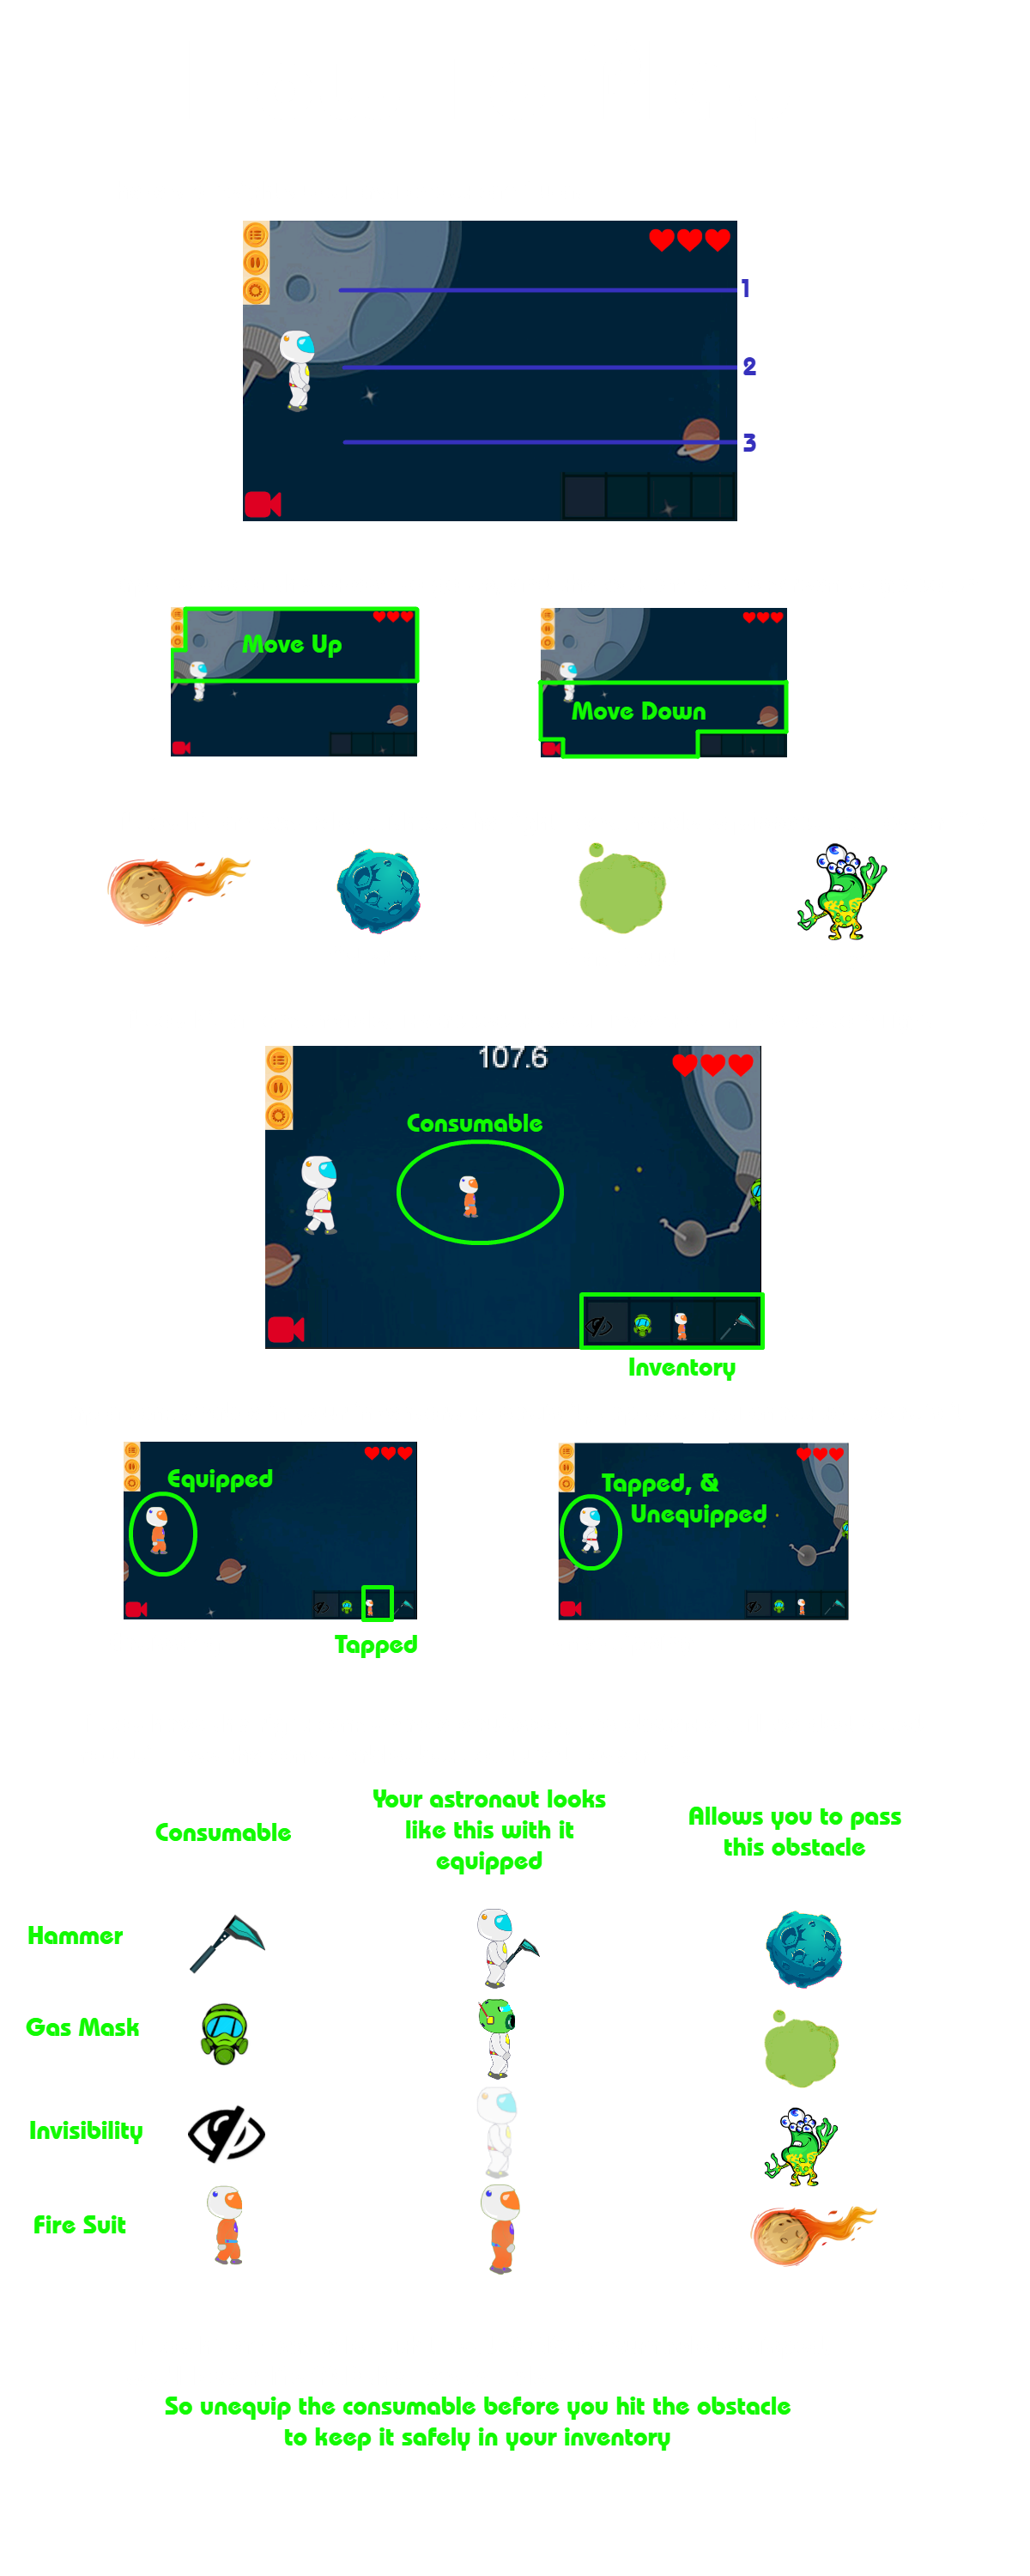 1
2
3
Move Up
Move Down
107.6
Consumable
Inventory
Equipped
Tapped
Tapped, &
Unequipped
Consumable
Your astronaut looks
like this with it
equipped
Allows you to pass
this obstacle
Hammer
Gas Mask
Invisibility
Fire Suit
So unequip the consumable before you hit the obstacle
to keep it safely in your inventory